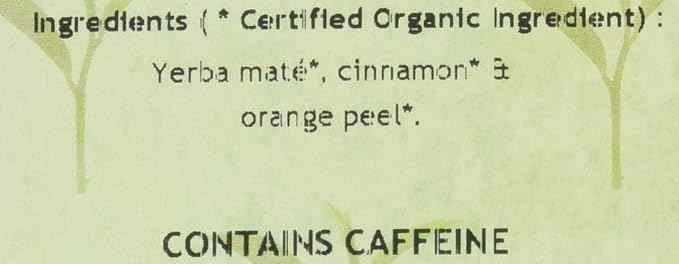 Ingredients ( * Certified Organic Ingredient) :
Yerba maté*, cinnamon* &
orange peel*.
CONTAINS CAFFEINE